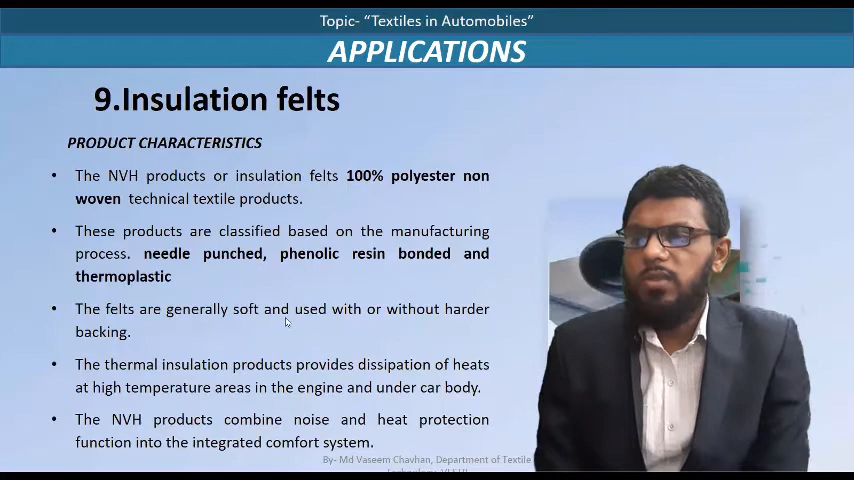 Topic- “Textiles in Automobiles”
APPLICATIONS
9.Insulation felts
PRODUCT CHARACTERISTICS
• The NVH products or insulation felts 100% polyester non
woven technical textile products.
• These products are classified based on the manufacturing
process. needle punched, phenolic resin bonded and
thermoplastic
• The felts are generally soft and used with or without harder
backing.
• The thermal insulation products provides dissipation of heats
at high temperature areas in the engine and under car body.
• The NVH products combine noise and heat protection
function into the integrated comfort system.
By- Md Vaseem Chavhan, Department of Textile